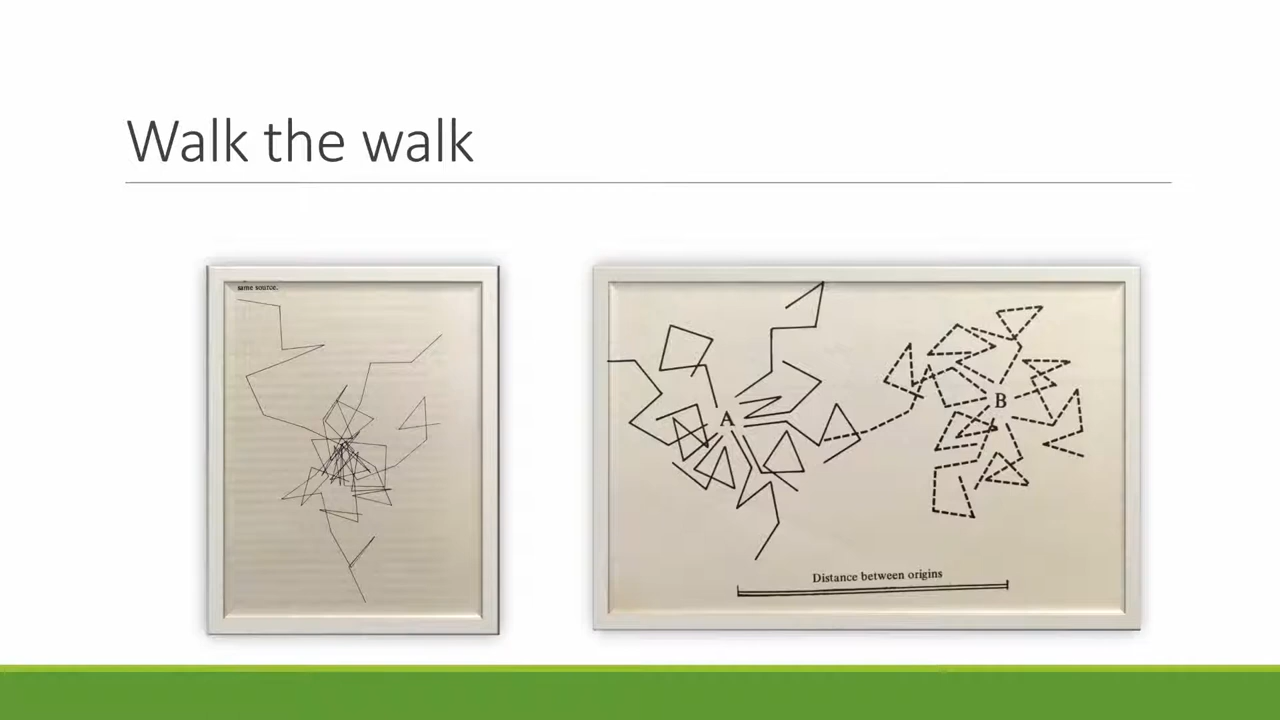 Walk the walk
same source.
A
B
Distance between origins